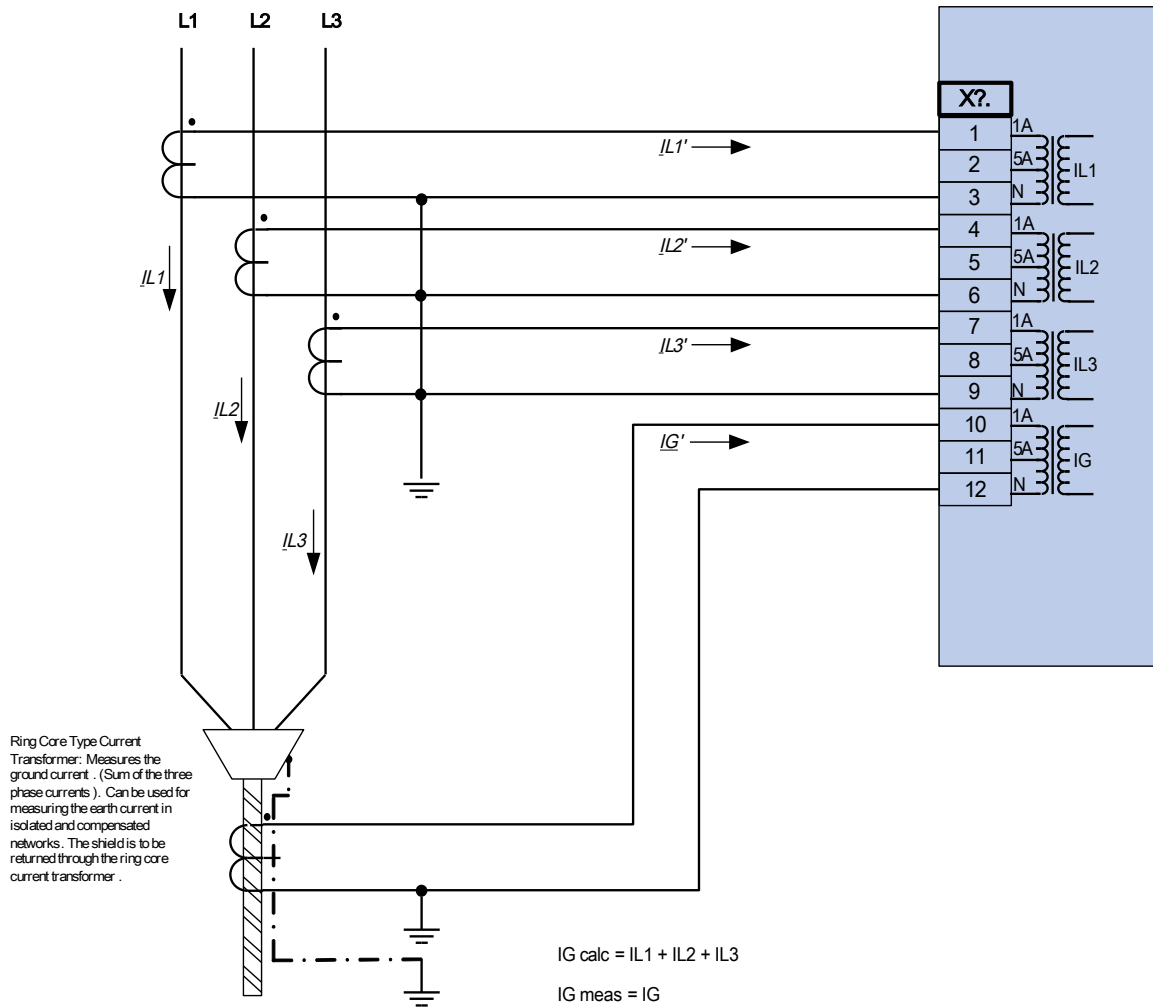 L1 L2 L3
X?.
1 1A
2 5A
3 N
IL1
4 1A
5 5A
6 N
IL2
7 1A
8 5A
9 N
IL3
10 1A
11 5A
12 N
IG
IL1'
IL2'
IL3'
IG'
IL1
IL2
IL3
Ring Core Type Current
Transformer: Measures the
ground current . (Sum of the three
phase currents ). Can be used for
measuring the earth current in
isolated and compensated
networks. The shield is to be
returned through the ring core
current transformer .
IG calc = IL1 + IL2 + IL3
IG meas = IG